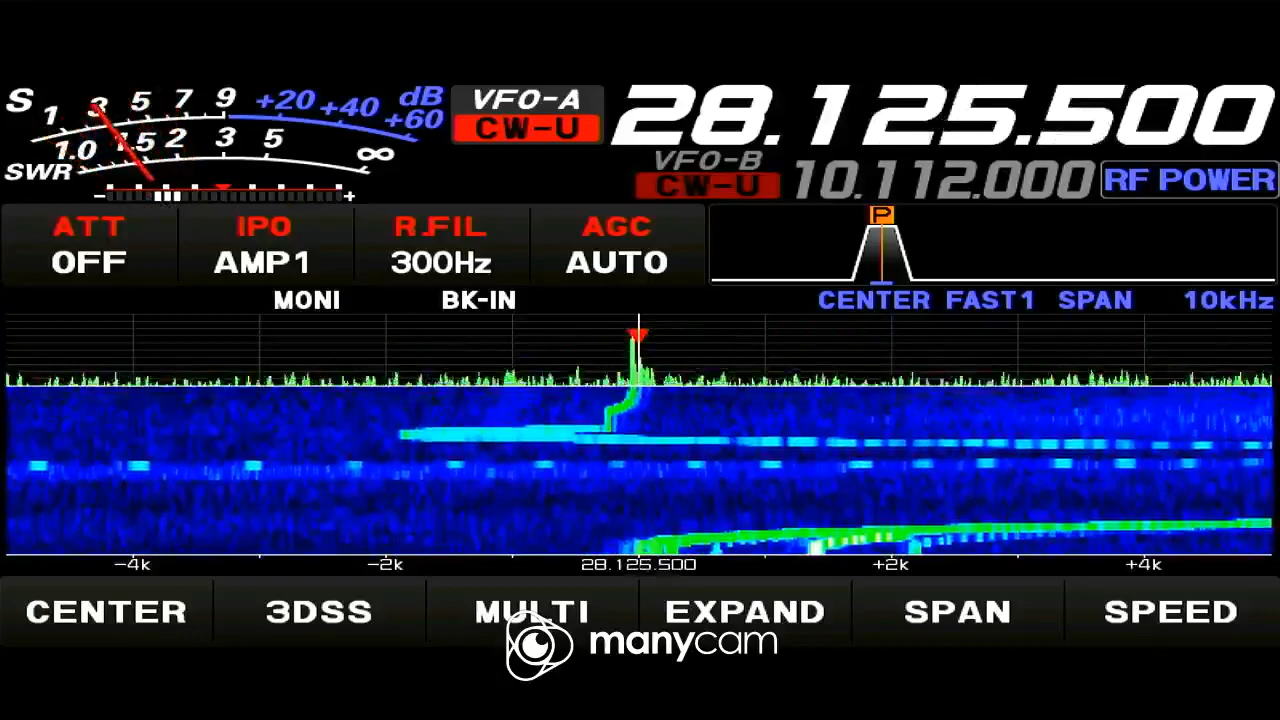 S 1 3 5 7 9 +20 +40 dB +60
1.0 1.5 2 3 5 ∞
SWR
− +
VFO-A
CW-U
28.125.500
VFO-B
CW-U
10.112.000
RF POWER
ATT IPO R.FIL AGC
OFF AMP1 300Hz AUTO
P
MONI BK-IN
CENTER FAST1 SPAN 10kHz
-4k -2k 28.125.500 +2k +4k
CENTER 3DSS MULTI EXPAND SPAN SPEED
manycam